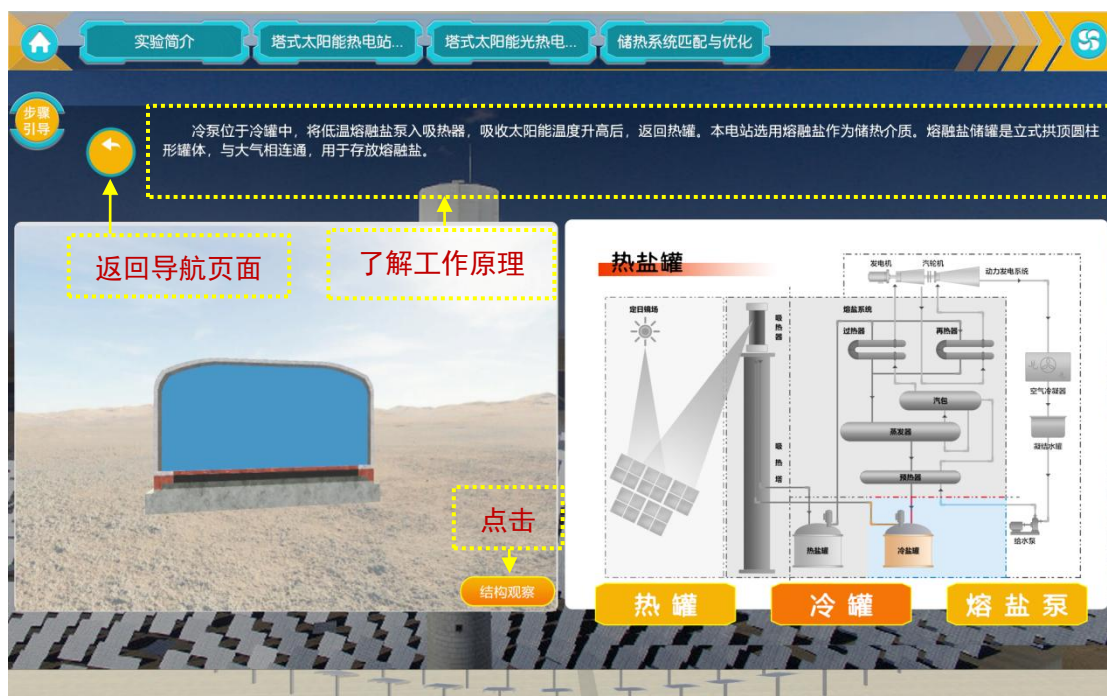 实验简介
塔式太阳能热电站...
塔式太阳能光热电...
储热系统匹配与优化
步骤
引导
冷泵位于冷罐中，将低温熔融盐泵入吸热器，吸收太阳能温度升高后，返回热罐。本电站选用熔融盐作为储热介质。熔融盐储罐是立式拱顶圆柱
形罐体，与大气相连通，用于存放熔融盐。
返回导航页面
了解工作原理
点击
结构观察
热盐罐
发电机
汽轮机
动力发电系统
定日镜场
吸热器
熔盐系统
过热器
再热器
空气冷凝器
汽包
蒸发器
凝结水罐
吸热塔
预热器
热盐罐
冷盐罐
给水泵
热罐
冷罐
熔盐泵